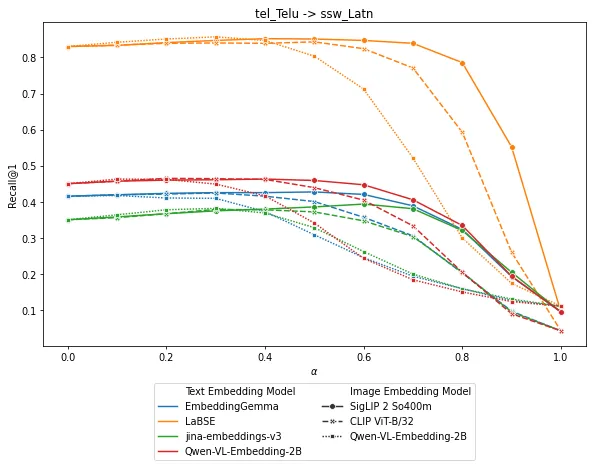 tel_Telu -> ssw_Latn
Recall@1
0.8
0.7
0.6
0.5
0.4
0.3
0.2
0.1
0.0 0.2 0.4 0.6 0.8 1.0
α
Text Embedding Model Image Embedding Model
EmbeddingGemma SigLIP 2 So400m
LaBSE CLIP ViT-B/32
jina-embeddings-v3 Qwen-VL-Embedding-2B
Qwen-VL-Embedding-2B